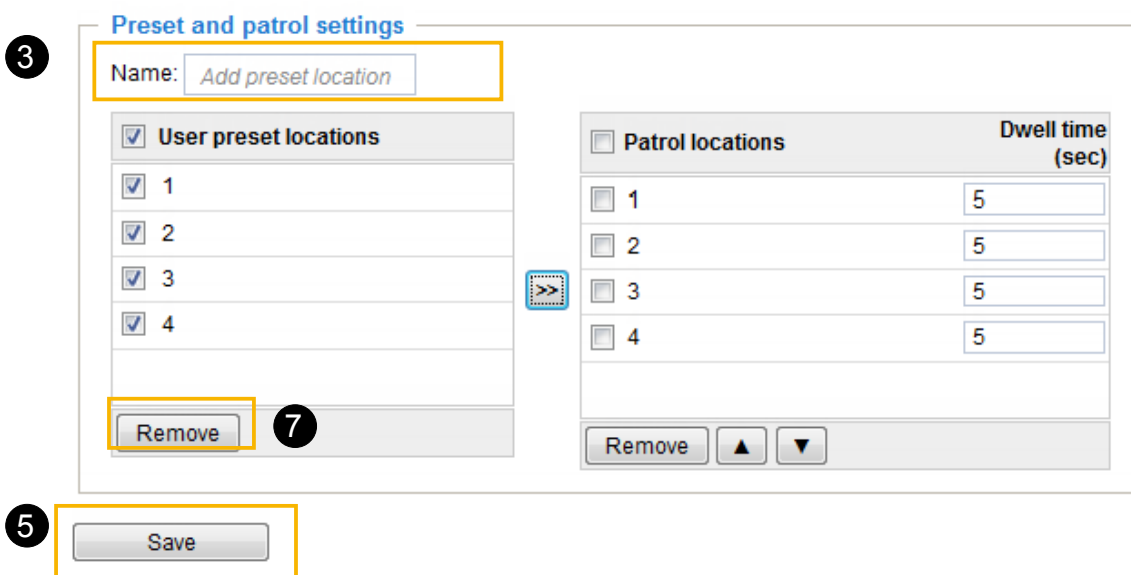 Preset and patrol settings
3
Name: Add preset location
User preset locations
1
2
3
4
Remove
7
>>
Patrol locations
Dwell time
(sec)
1 5
2 5
3 5
4 5
Remove ▲ ▼
5
Save